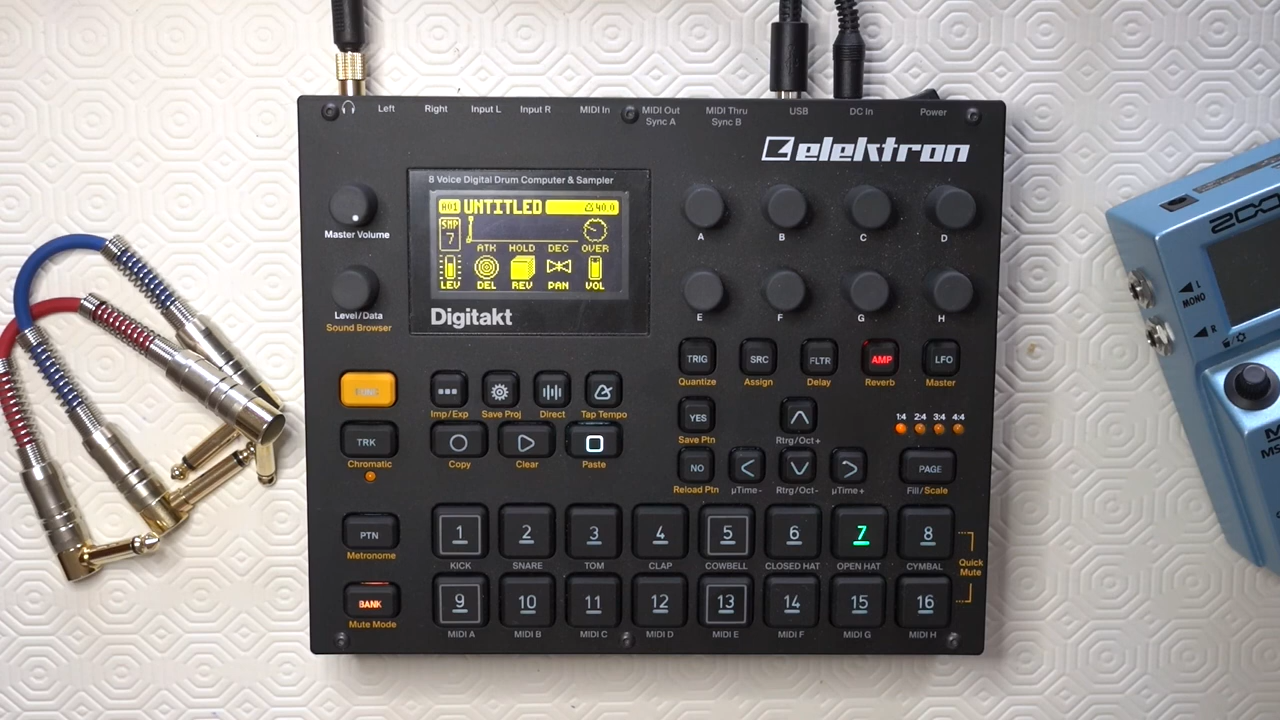 Left Right Input L Input R MIDI In MIDI Out MIDI Thru USB DC In Power
Sync A Sync B
elektron
8 Voice Digital Drum Computer & Sampler
A01 UNTITLED 40.0
SMP
7
ATK HOLD DEC OVER
LEV DEL REV PAN VOL
Digitakt
Master Volume
Level/Data
Sound Browser
A B C D
E F G H
TRIG SRC FLTR AMP LFO
Quantize Assign Delay Reverb Master
FUNC
Imp/Exp Save Proj Direct Tap Tempo
TRK
Chromatic
Copy Clear Paste
YES
Save Ptn Rtrg/Oct+
1:4 2:4 3:4 4:4
NO PAGE
Reload Ptn µTime- Rtrg/Oct- µTime+ Fill/Scale
PTN
Metronome
BANK
Mute Mode
1 2 3 4 5 6 7 8
KICK SNARE TOM CLAP COWBELL CLOSED HAT OPEN HAT CYMBAL
Quick
Mute
9 10 11 12 13 14 15 16
MIDI A MIDI B MIDI C MIDI D MIDI E MIDI F MIDI G MIDI H
L
MONO
R